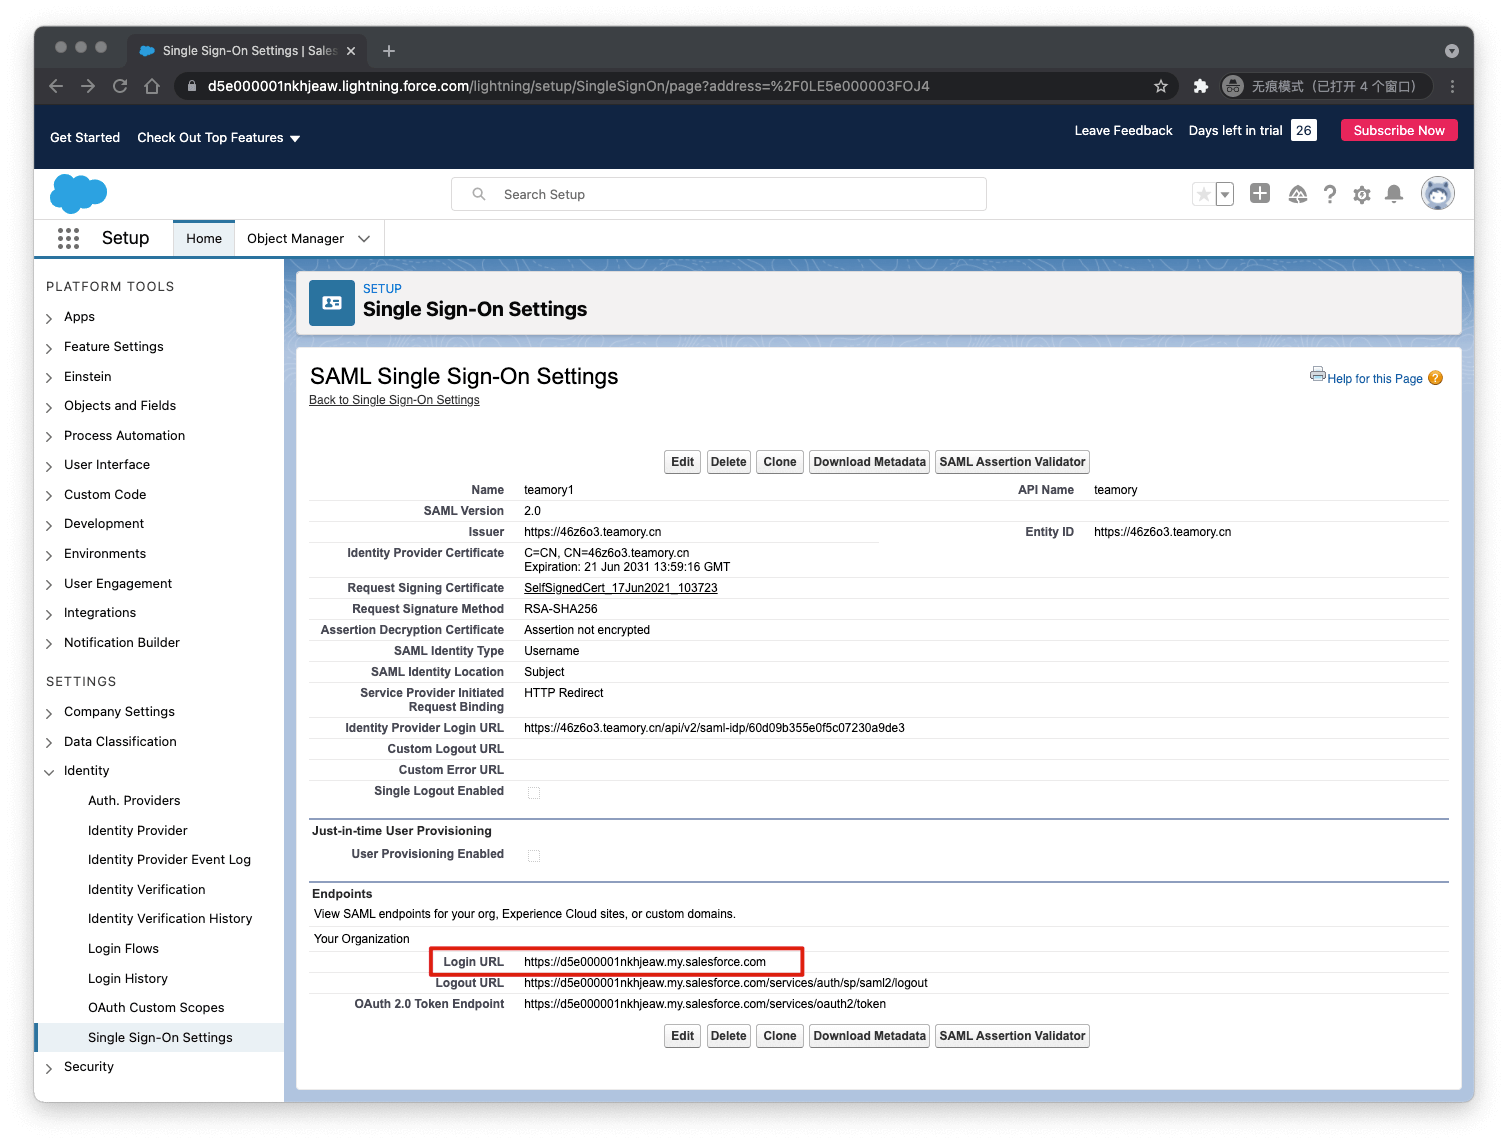 Single Sign-On Settings | Sales
d5e000001nkhjeaw.lightning.force.com/lightning/setup/SingleSignOn/page?address=%2F0LE5e000003FOJ4
无痕模式（已打开 4 个窗口）
Get Started
Check Out Top Features
Leave Feedback
Days left in trial
26
Subscribe Now
Search Setup
Setup
Home
Object Manager
PLATFORM TOOLS
Apps
Feature Settings
Einstein
Objects and Fields
Process Automation
User Interface
Custom Code
Development
Environments
User Engagement
Integrations
Notification Builder
SETTINGS
Company Settings
Data Classification
Identity
Auth. Providers
Identity Provider
Identity Provider Event Log
Identity Verification
Identity Verification History
Login Flows
Login History
OAuth Custom Scopes
Single Sign-On Settings
Security
SETUP
Single Sign-On Settings
SAML Single Sign-On Settings
Back to Single Sign-On Settings
Help for this Page ?
Edit Delete Clone Download Metadata SAML Assertion Validator
Name teamory1 API Name teamory
SAML Version 2.0
Issuer https://46z6o3.teamory.cn Entity ID https://46z6o3.teamory.cn
Identity Provider Certificate C=CN, CN=46z6o3.teamory.cn
Expiration: 21 Jun 2031 13:59:16 GMT
Request Signing Certificate SelfSignedCert_17Jun2021_103723
Request Signature Method RSA-SHA256
Assertion Decryption Certificate Assertion not encrypted
SAML Identity Type Username
SAML Identity Location Subject
Service Provider Initiated HTTP Redirect
Request Binding
Identity Provider Login URL https://46z6o3.teamory.cn/api/v2/saml-idp/60d09b355e0f5c07230a9de3
Custom Logout URL
Custom Error URL
Single Logout Enabled
Just-in-time User Provisioning
User Provisioning Enabled
Endpoints
View SAML endpoints for your org, Experience Cloud sites, or custom domains.
Your Organization
Login URL https://d5e000001nkhjeaw.my.salesforce.com
Logout URL https://d5e000001nkhjeaw.my.salesforce.com/services/auth/sp/saml2/logout
OAuth 2.0 Token Endpoint https://d5e000001nkhjeaw.my.salesforce.com/services/oauth2/token
Edit Delete Clone Download Metadata SAML Assertion Validator